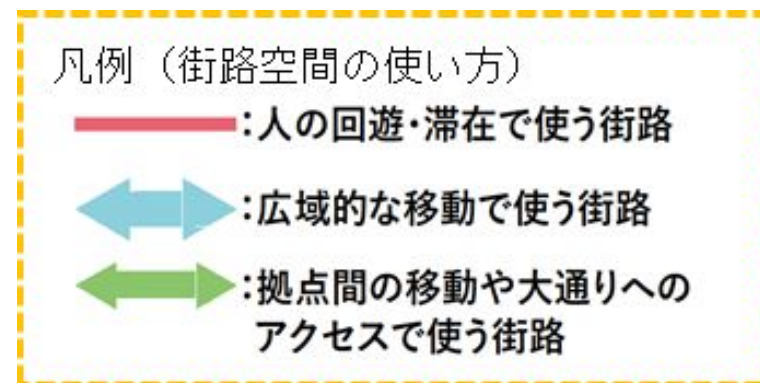 凡例（街路空間の使い方）
：人の回遊・滞在で使う街路
：広域的な移動で使う街路
：拠点間の移動や大通りへの
アクセスで使う街路